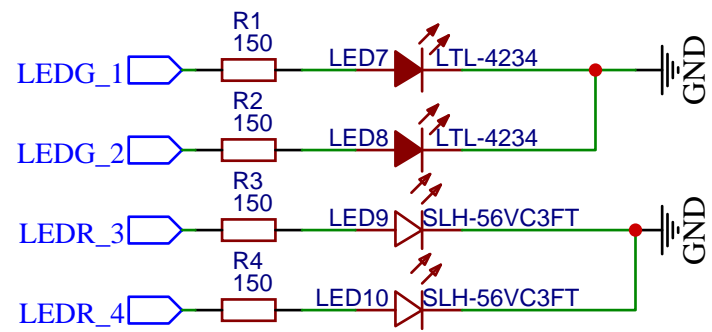 R1
150
LEDG_1
LED7
LTL-4234
GND
R2
150
LEDG_2
LED8
LTL-4234
R3
150
LEDR_3
LED9
SLH-56VC3FT
GND
R4
150
LEDR_4
LED10
SLH-56VC3FT